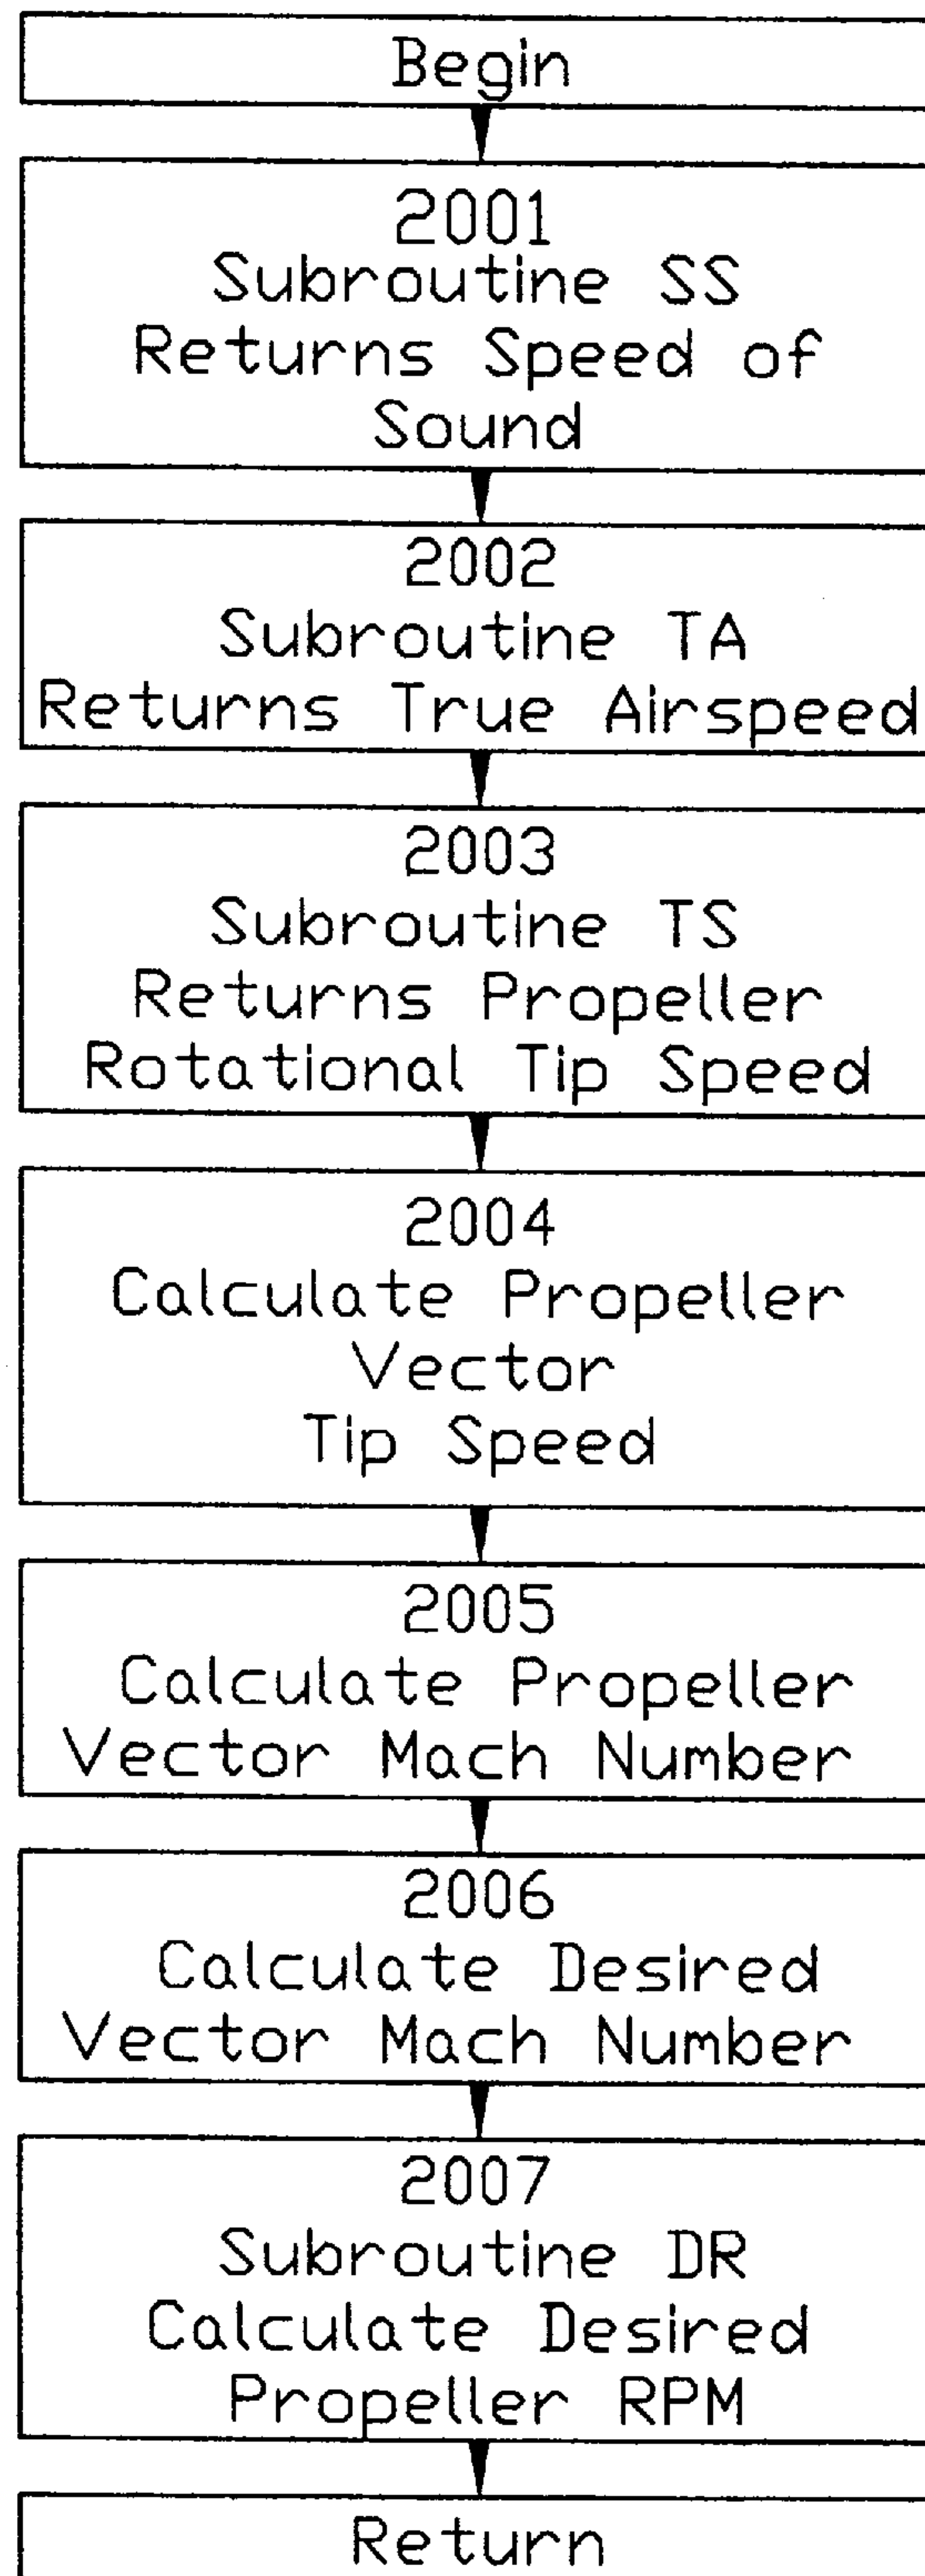 Begin
2001
Subroutine SS
Returns Speed of
Sound
2002
Subroutine TA
Returns True Airspeed
2003
Subroutine TS
Returns Propeller
Rotational Tip Speed
2004
Calculate Propeller
Vector
Tip Speed
2005
Calculate Propeller
Vector Mach Number
2006
Calculate Desired
Vector Mach Number
2007
Subroutine DR
Calculate Desired
Propeller RPM
Return